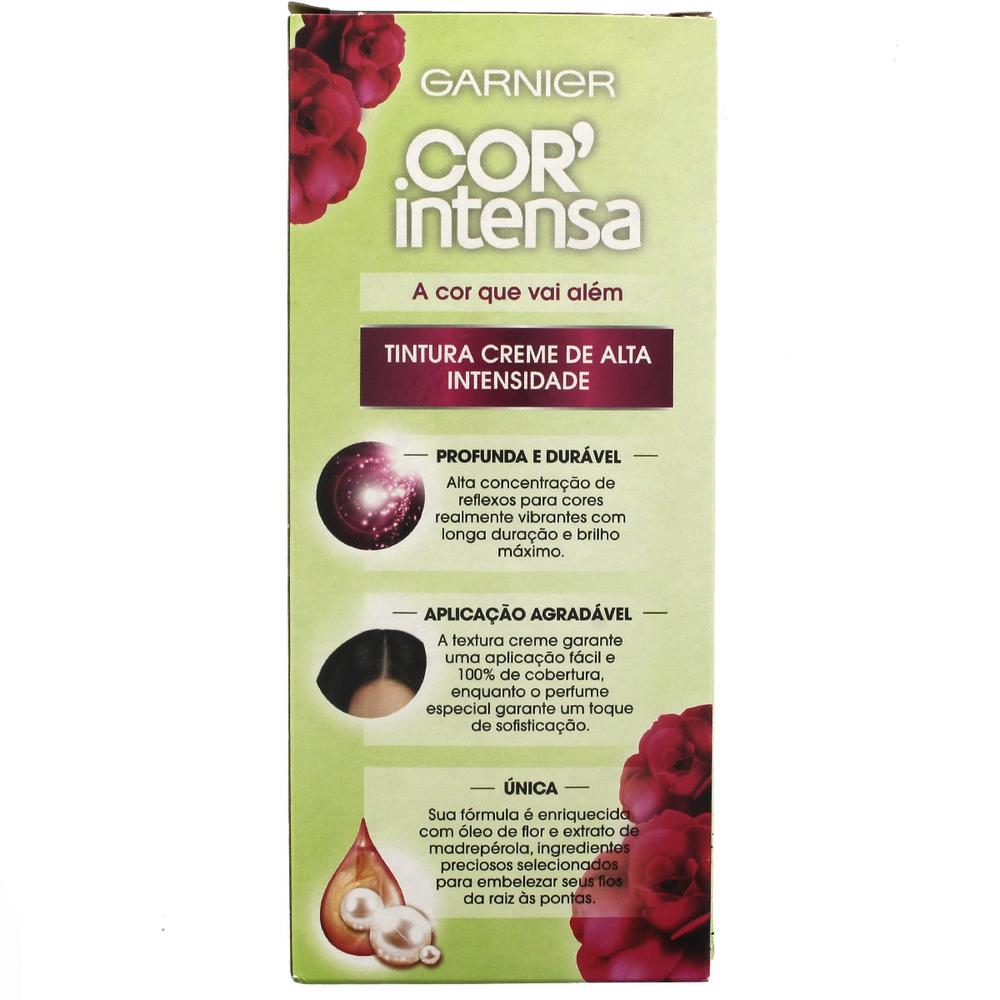 GARNIER
COR'
intensa
A cor que vai além
TINTURA CREME DE ALTA
INTENSIDADE
PROFUNDA E DURÁVEL
Alta concentração de
reflexos para cores
realmente vibrantes com
longa duração e brilho
máximo.
APLICAÇÃO AGRADÁVEL
A textura creme garante
uma aplicação fácil e
100% de cobertura,
enquanto o perfume
especial garante um toque
de sofisticação.
ÚNICA
Sua fórmula é enriquecida
com óleo de flor e extrato de
madrepérola, ingredientes
preciosos selecionados
para embelezar seus fios
da raiz às pontas.